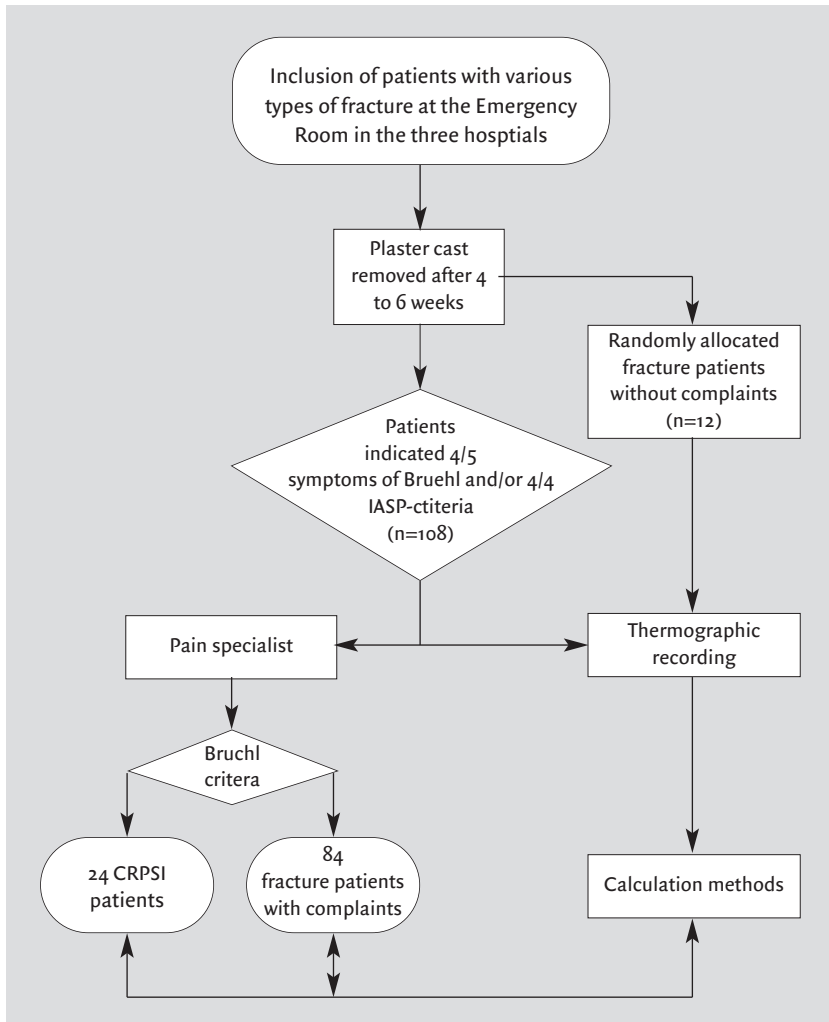 Inclusion of patients with various
types of fracture at the Emergency
Room in the three hosptials
Plaster cast
removed after 4
to 6 weeks
Randomly allocated
fracture patients
without complaints
(n=12)
Patients
indicated 4/5
symptoms of Bruehl and/or 4/4
IASP-ctiteria
(n=108)
Pain specialist
Thermographic
recording
Bruchl
critera
24 CRPSI
patients
84
fracture patients
with complaints
Calculation methods